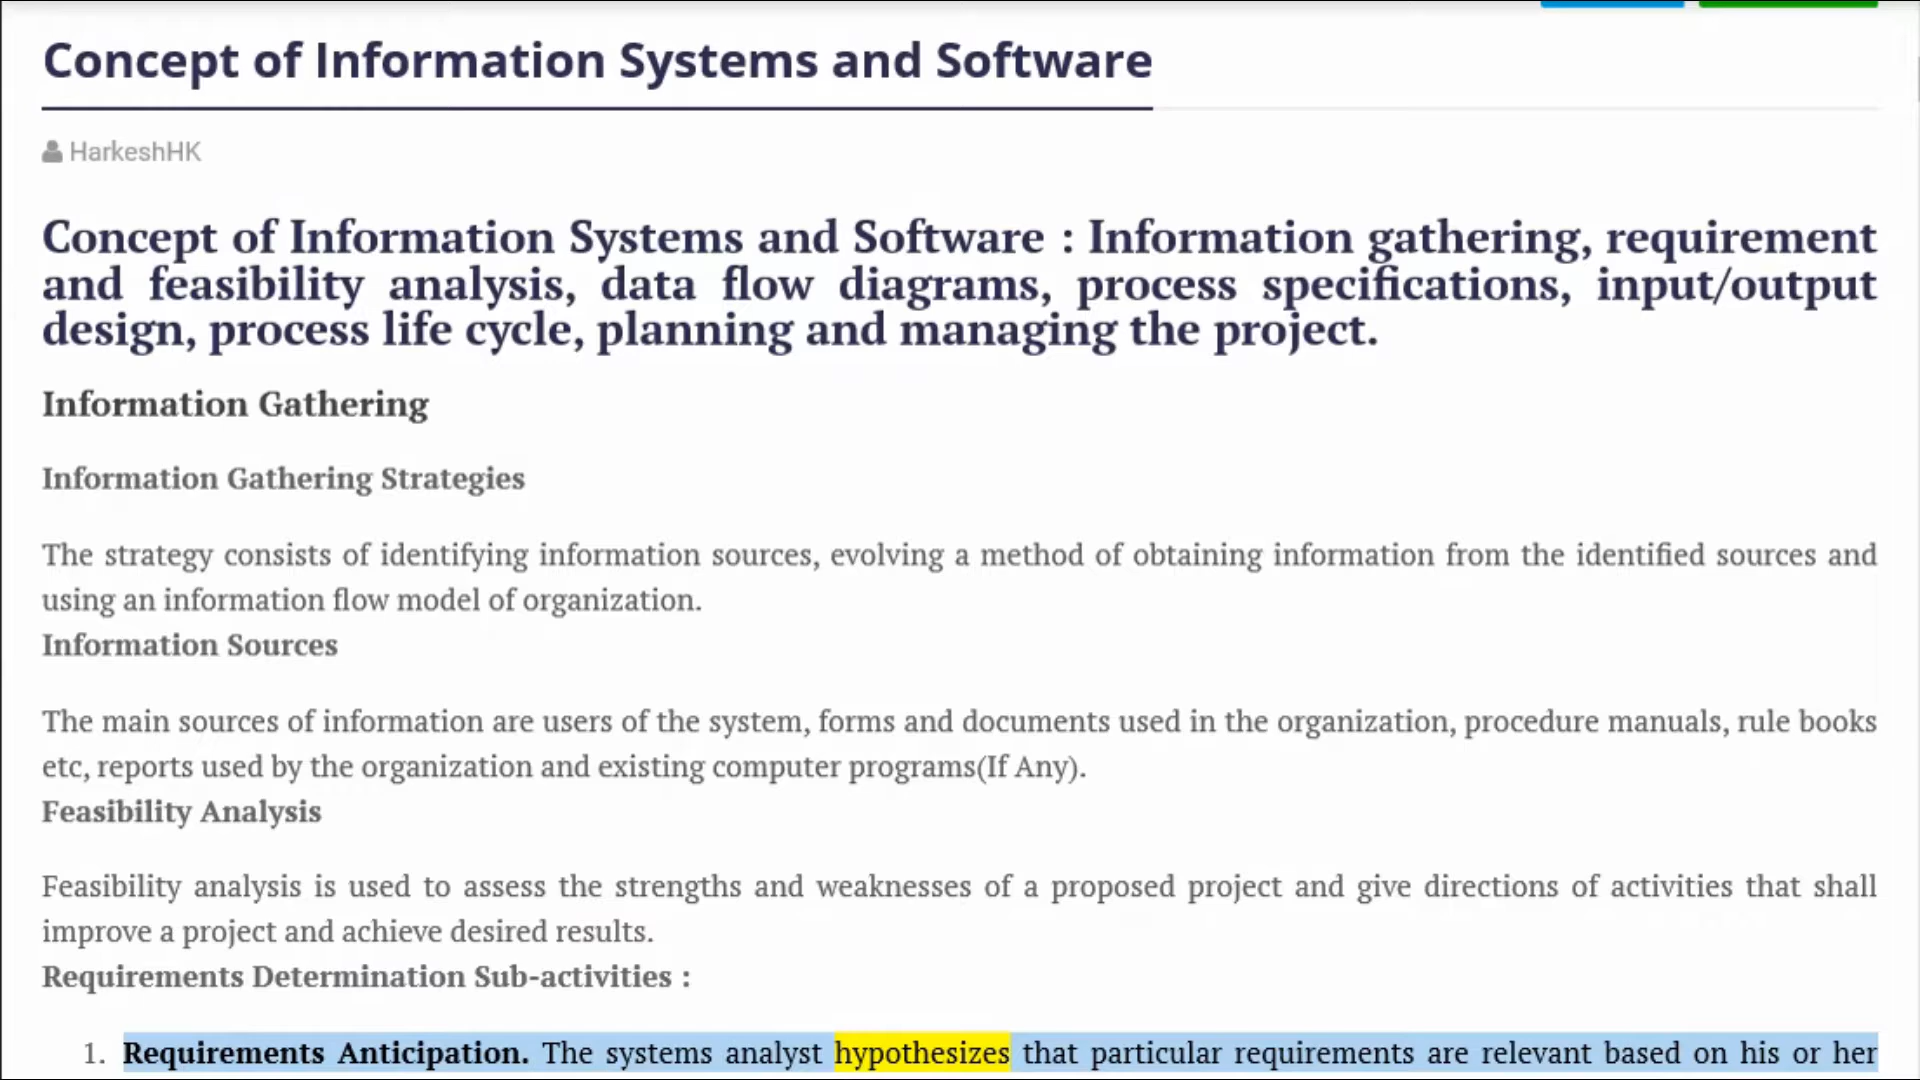 Concept of Information Systems and Software
HarkeshHK
Concept of Information Systems and Software : Information gathering, requirement
and feasibility analysis, data flow diagrams, process specifications, input/output
design, process life cycle, planning and managing the project.
Information Gathering
Information Gathering Strategies
The strategy consists of identifying information sources, evolving a method of obtaining information from the identified sources and
using an information flow model of organization.
Information Sources
The main sources of information are users of the system, forms and documents used in the organization, procedure manuals, rule books
etc, reports used by the organization and existing computer programs(If Any).
Feasibility Analysis
Feasibility analysis is used to assess the strengths and weaknesses of a proposed project and give directions of activities that shall
improve a project and achieve desired results.
Requirements Determination Sub-activities :
1. Requirements Anticipation. The systems analyst hypothesizes that particular requirements are relevant based on his or her